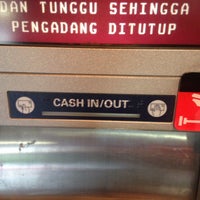 DAN TUNGGU SEHINGGA
PENGADANG DITUTUP
CASH IN/OUT